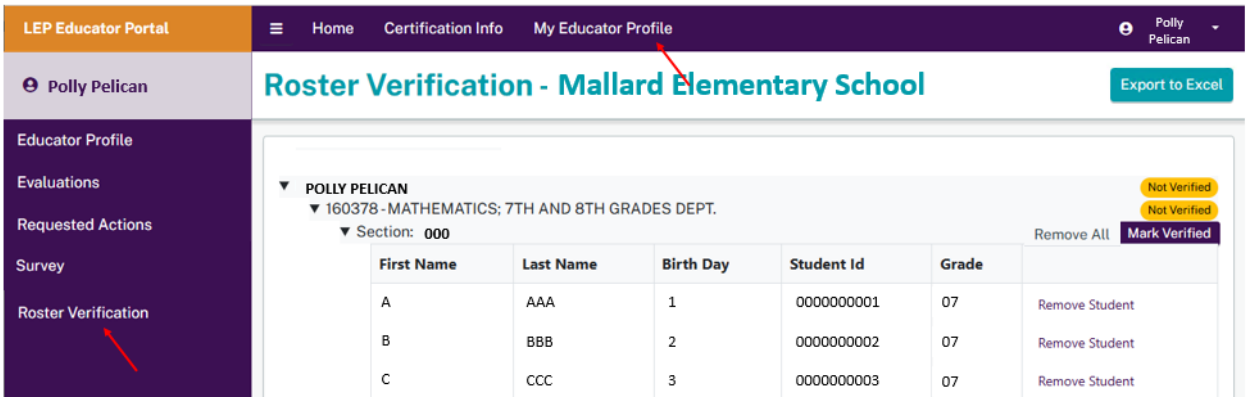 LEP Educator Portal
Home Certification Info My Educator Profile
Polly Pelican
Polly Pelican
Educator Profile
Evaluations
Requested Actions
Survey
Roster Verification
Roster Verification - Mallard Elementary School
Export to Excel
POLLY PELICAN Not Verified
160378-MATHEMATICS; 7TH AND 8TH GRADES DEPT. Not Verified
Section: 000 Remove All Mark Verified
First Name Last Name Birth Day Student Id Grade
A AAA 1 0000000001 07 Remove Student
B BBB 2 0000000002 07 Remove Student
C CCC 3 0000000003 07 Remove Student